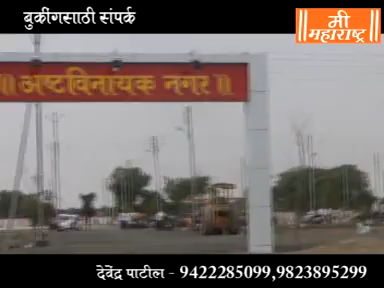 बुकींगसाठी संपर्क
मी
महाराष्ट्र
॥ अष्टविनायक नगर ॥
देवेंद्र पाटील - 9422285099,9823895299